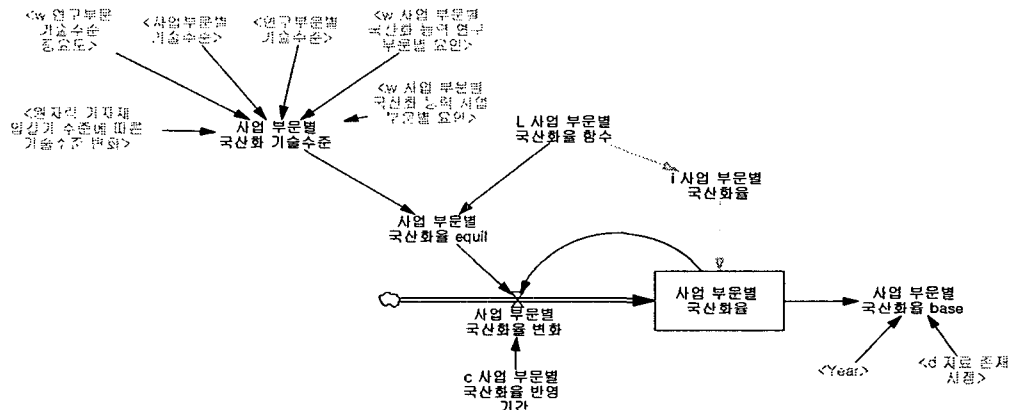 <w 연구부문
기술수준
중요도>
<사업부문별
기술수준>
<연구부문별
기술수준>
<w 사업 부문별
국산화 능력 연구
부문별 요인>
<w 사업 부문별
국산화 능력 사업
부문별 요인>
<원자력 기자재
임강기 수준에 따른
기술수준 변화>
사업 부문별
국산화 기술수준
L 사업 부문별
국산화율 함수
i 사업 부문별
국산화율
사업 부문별
국산화율 equil
사업 부문별
국산화율 변화
사업 부문별
국산화율
사업 부문별
국산화율 base
c 사업 부문별
국산화율 반영
기간
<Year>
<d 자료 존재
시점>